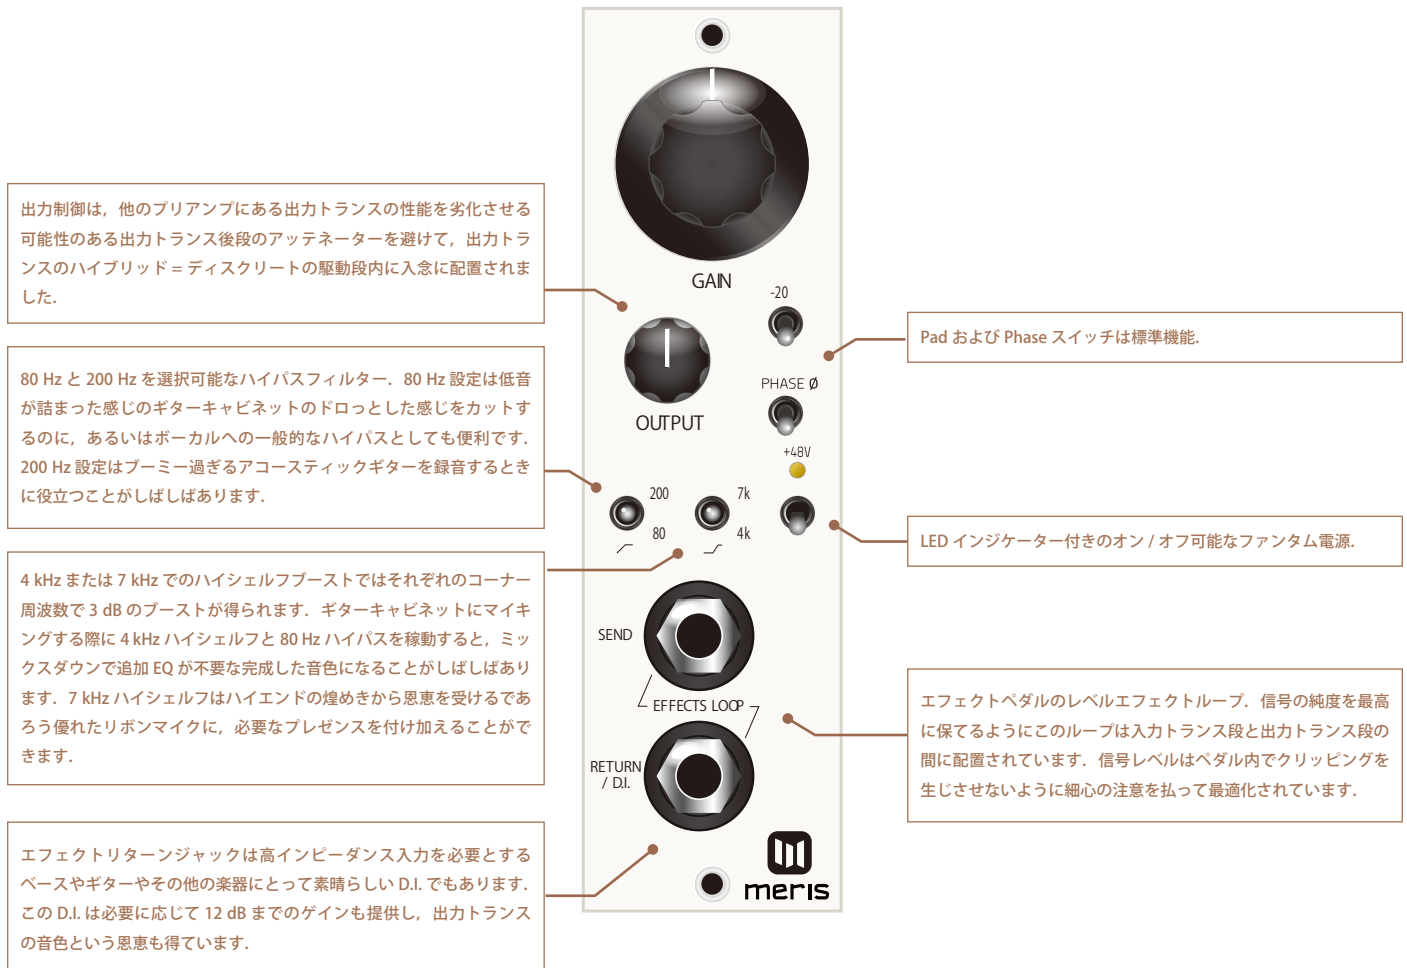 出力制御は，他のプリアンプにある出力トランスの性能を劣化させる
可能性のある出力トランス後段のアッテネーターを避けて，出力トラ
ンスのハイブリッド = ディスクリートの駆動段内に入念に配置されま
した．
80 Hz と 200 Hz を選択可能なハイパスフィルター．80 Hz 設定は低音
が詰まった感じのギターキャビネットのドロっとした感じをカットす
るのに，あるいはボーカルへの一般的なハイパスとしても便利です．
200 Hz 設定はブーミー過ぎるアコースティックギターを録音するとき
に役立つことがしばしばあります．
4 kHz または 7 kHz でのハイシェルフブーストではそれぞれのコーナー
周波数で 3 dB のブーストが得られます．ギターキャビネットにマイキ
ングする際に 4 kHz ハイシェルフと 80 Hz ハイパスを稼動すると，ミッ
クスダウンで追加 EQ が不要な完成した音色になることがしばしばあり
ます．7 kHz ハイシェルフはハイエンドの煌めきから恩恵を受けるであ
ろう優れたリボンマイクに，必要なプレゼンスを付け加えることがで
きます．
エフェクトリターンジャックは高インピーダンス入力を必要とする
ベースやギターやその他の楽器にとって素晴らしい D.I. でもあります．
この D.I. は必要に応じて 12 dB までのゲインも提供し，出力トランス
の音色という恩恵も得ています．
GAIN
-20
OUTPUT
PHASE Ø
+48V
200
80
7k
4k
SEND
EFFECTS LOOP
RETURN
/ D.I.
meris
Pad および Phase スイッチは標準機能．
LED インジケーター付きのオン / オフ可能なファンタム電源．
エフェクトペダルのレベルエフェクトループ．信号の純度を最高
に保てるようにこのループは入力トランス段と出力トランス段の
間に配置されています．信号レベルはペダル内でクリッピングを
生じさせないように細心の注意を払って最適化されています．